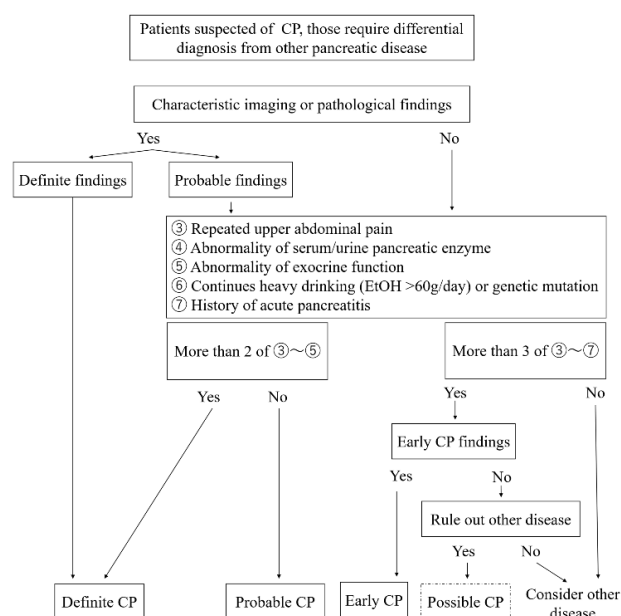 Patients suspected of CP, those require differential
diagnosis from other pancreatic disease
Characteristic imaging or pathological findings
Yes
No
Definite findings
Probable findings
③ Repeated upper abdominal pain
④ Abnormality of serum/urine pancreatic enzyme
⑤ Abnormality of exocrine function
⑥ Continues heavy drinking (EtOH >60g/day) or genetic mutation
⑦ History of acute pancreatitis
More than 2 of ③～⑤
More than 3 of ③～⑦
Yes
No
Yes
No
Early CP findings
Yes
No
Rule out other disease
Yes
No
Definite CP
Probable CP
Early CP
Possible CP
Consider other
disease